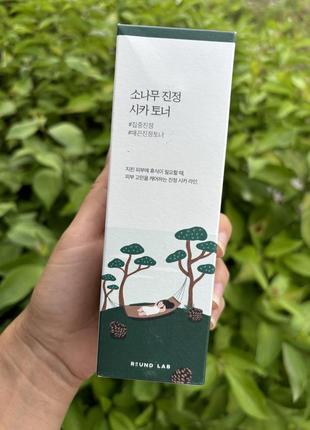 소나무 진정
시카 토너
#집중진정
#매끈진정토너
지친 피부에 휴식이 필요할 때,
피부 고민을 케어하는 진정 시카 라인.
ROUND LAB